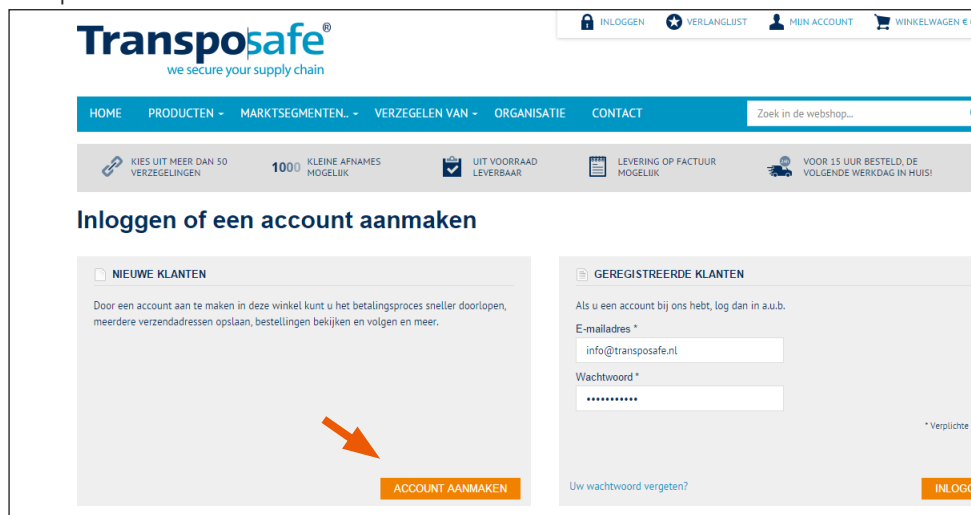 Transposafe®
we secure your supply chain
INLOGGEN
VERLANGLIJST
MIJN ACCOUNT
WINKELWAGEN €
HOME
PRODUCTEN
MARKTSEGMENTEN..
VERZEGELEN VAN
ORGANISATIE
CONTACT
Zoek in de webshop...
KIES UIT MEER DAN 50
VERZEGELINGEN
1000
KLEINE AFNAMES
MOGELIJK
UIT VOORRAAD
LEVERBAAR
LEVERING OP FACTUUR
MOGELIJK
VOOR 15 UUR BESTELD, DE
VOLGENDE WERKDAG IN HUIS!
Inloggen of een account aanmaken
NIEUWE KLANTEN
Door een account aan te maken in deze winkel kunt u het betalingsproces sneller doorlopen,
meerdere verzendadressen opslaan, bestellingen bekijken en volgen en meer.
ACCOUNT AANMAKEN
GEREGISTREERDE KLANTEN
Als u een account bij ons hebt, log dan in a.u.b.
E-mailadres *
info@transposafe.nl
Wachtwoord *
•••••••••••
* Verplichte
Uw wachtwoord vergeten?
INLOGG